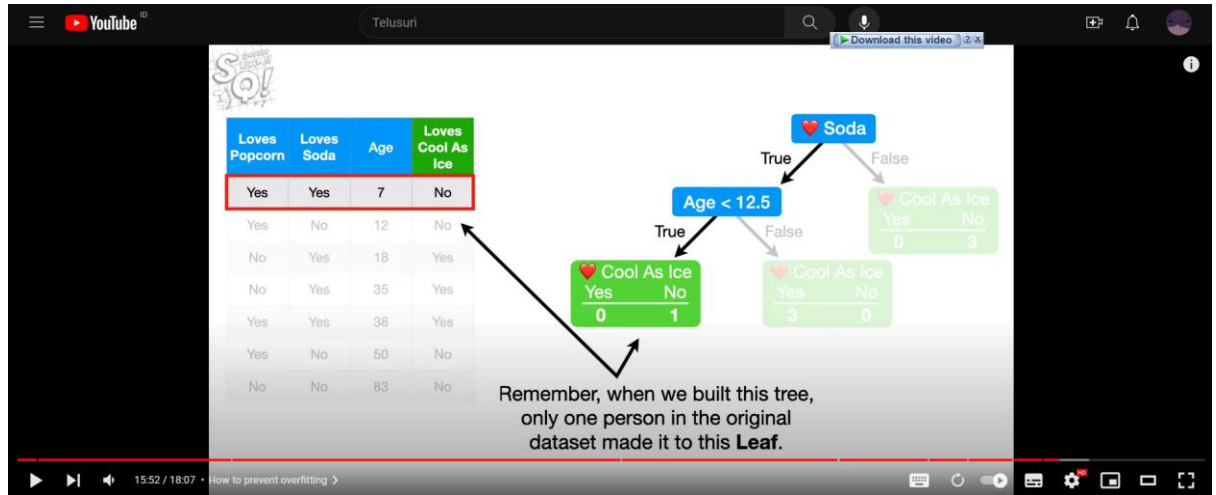 YouTube ID
Telusuri
Download this video ? X
SQ!
Loves Popcorn Loves Soda Age Loves Cool As Ice
Yes Yes 7 No
Yes No 12 No
No Yes 18 Yes
No Yes 35 Yes
Yes Yes 38 Yes
Yes No 50 No
No No 83 No
Soda
True False
Age < 12.5
Cool As Ice
Yes No
0 3
True False
Cool As Ice
Yes No
0 1
Cool As Ice
Yes No
3 0
Remember, when we built this tree,
only one person in the original
dataset made it to this Leaf.
15:52 / 18:07 • How to prevent overfitting >
HD